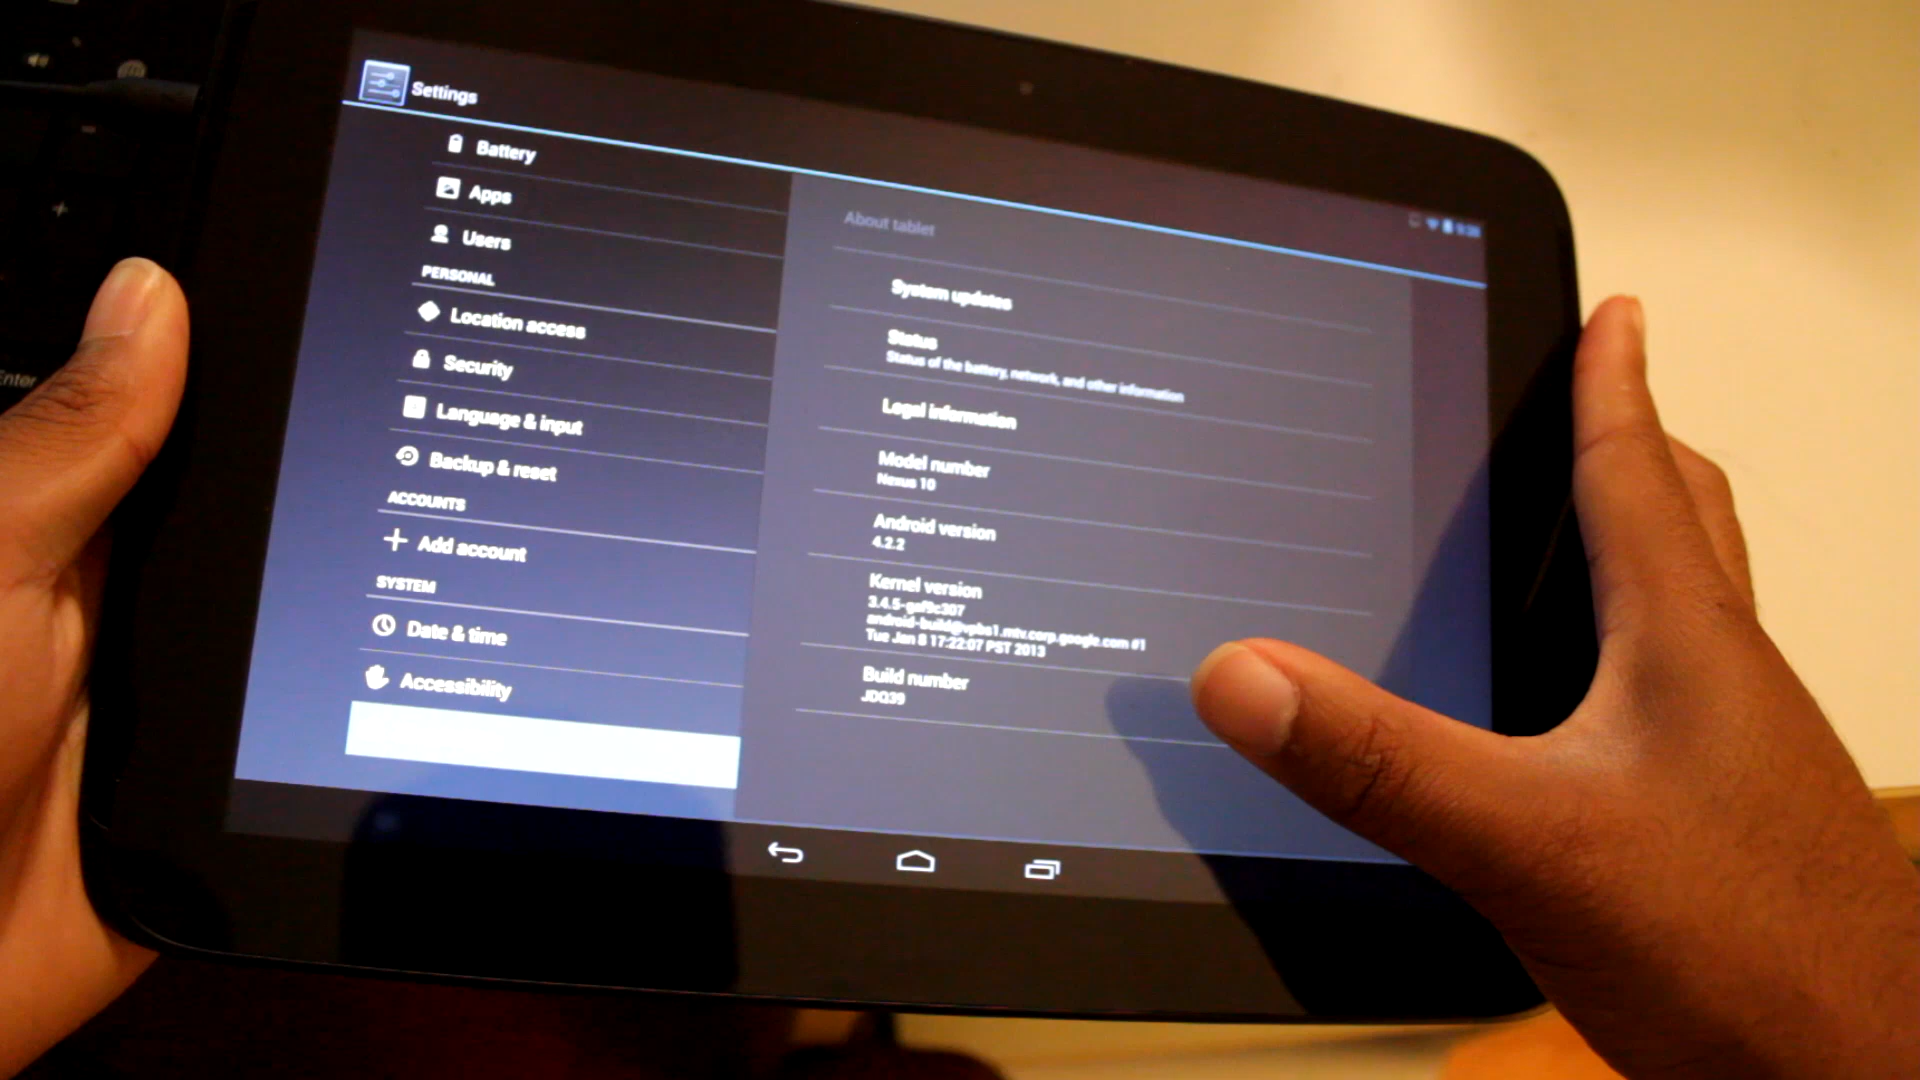 Settings
Battery
Apps
Users
PERSONAL
Location access
Security
Language & input
Backup & reset
ACCOUNTS
Add account
SYSTEM
Date & time
Accessibility
About tablet
System updates
Status
Status of the battery, network, and other information
Legal information
Model number
Nexus 10
Android version
4.2.2
Kernel version
3.4.5-gaf9c307
android-build@vpbs1.mtv.corp.google.com #1
Tue Jan 8 17:22:07 PST 2013
Build number
JDQ39
Enter